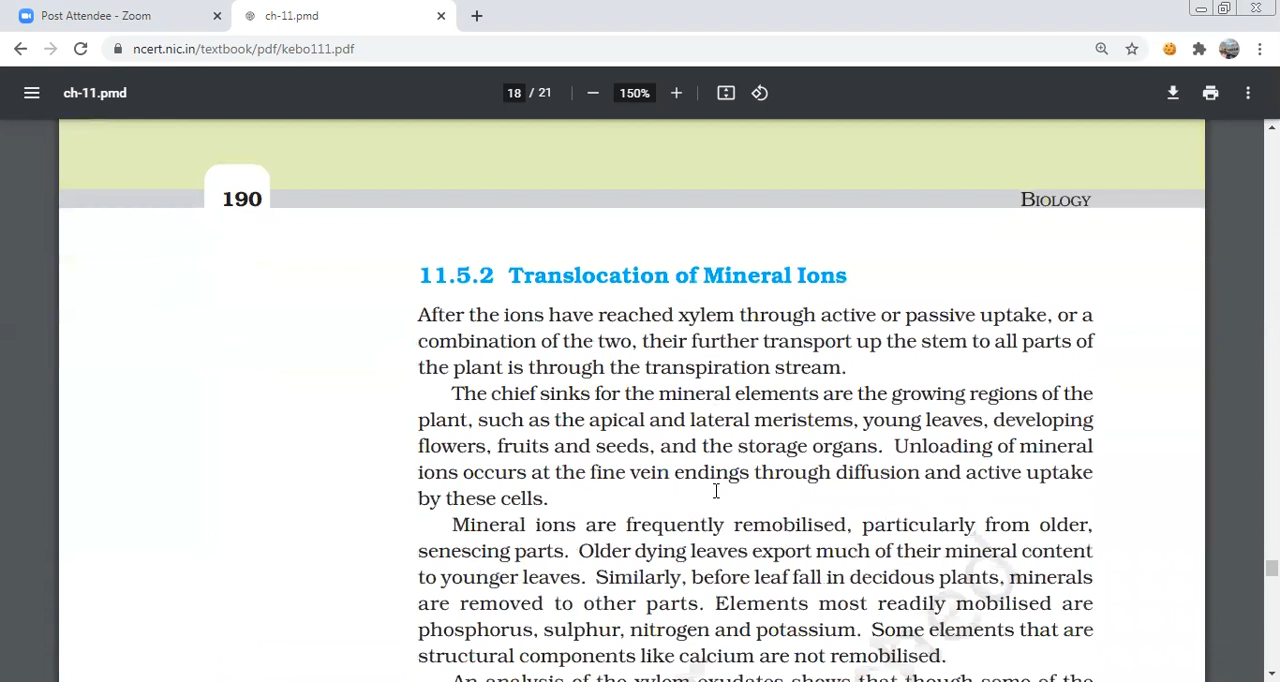 Post Attendee - Zoom
ch-11.pmd
ncert.nic.in/textbook/pdf/kebo111.pdf
ch-11.pmd
18 / 21
150%
190
BIOLOGY
11.5.2 Translocation of Mineral Ions
After the ions have reached xylem through active or passive uptake, or a
combination of the two, their further transport up the stem to all parts of
the plant is through the transpiration stream.
The chief sinks for the mineral elements are the growing regions of the
plant, such as the apical and lateral meristems, young leaves, developing
flowers, fruits and seeds, and the storage organs. Unloading of mineral
ions occurs at the fine vein endings through diffusion and active uptake
by these cells.
Mineral ions are frequently remobilised, particularly from older,
senescing parts. Older dying leaves export much of their mineral content
to younger leaves. Similarly, before leaf fall in decidous plants, minerals
are removed to other parts. Elements most readily mobilised are
phosphorus, sulphur, nitrogen and potassium. Some elements that are
structural components like calcium are not remobilised.
An analysis of the xylem exudates shows that though some of the